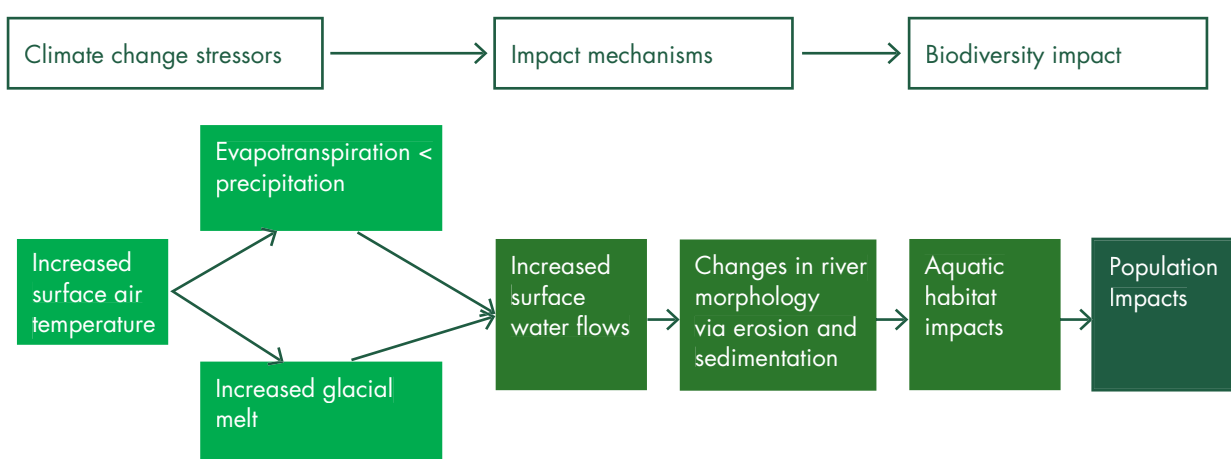 Climate change stressors
Impact mechanisms
Biodiversity impact
Evapotranspiration <
precipitation
Increased
surface air
temperature
Increased glacial
melt
Increased
surface
water flows
Changes in river
morphology
via erosion and
sedimentation
Aquatic
habitat
impacts
Population
Impacts